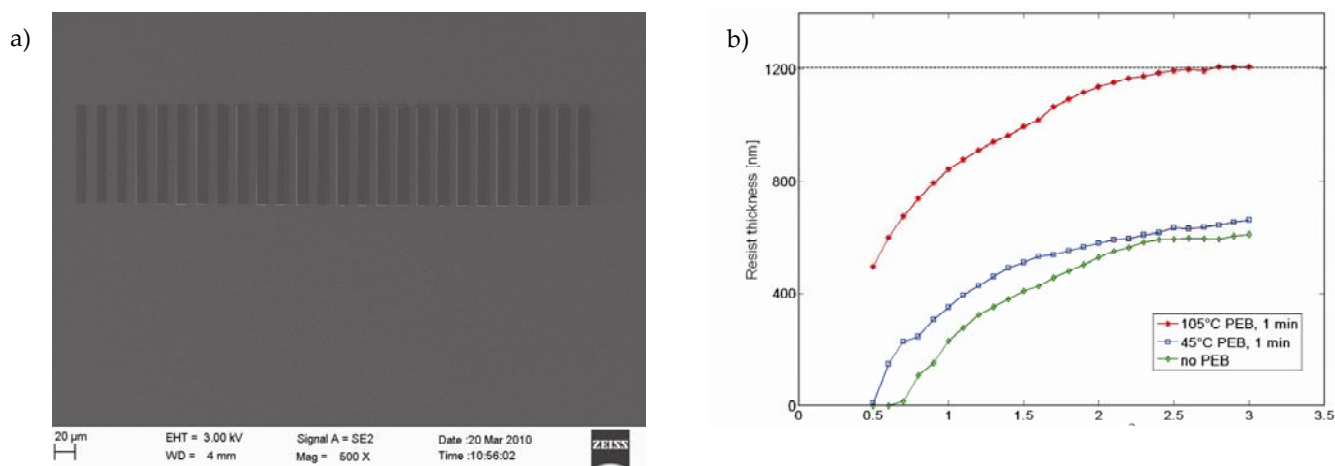 a)
20 µm
EHT = 3.00 kV
Signal A = SE2
Date :20 Mar 2010
WD = 4 mm
Mag = 500 X
Time :10:56:02
ZEISS
b)
1200
800
400
0
Resist thickness [nm]
105°C PEB, 1 min
45°C PEB, 1 min
no PEB
0 0.5 1 1.5 2 2.5 3 3.5